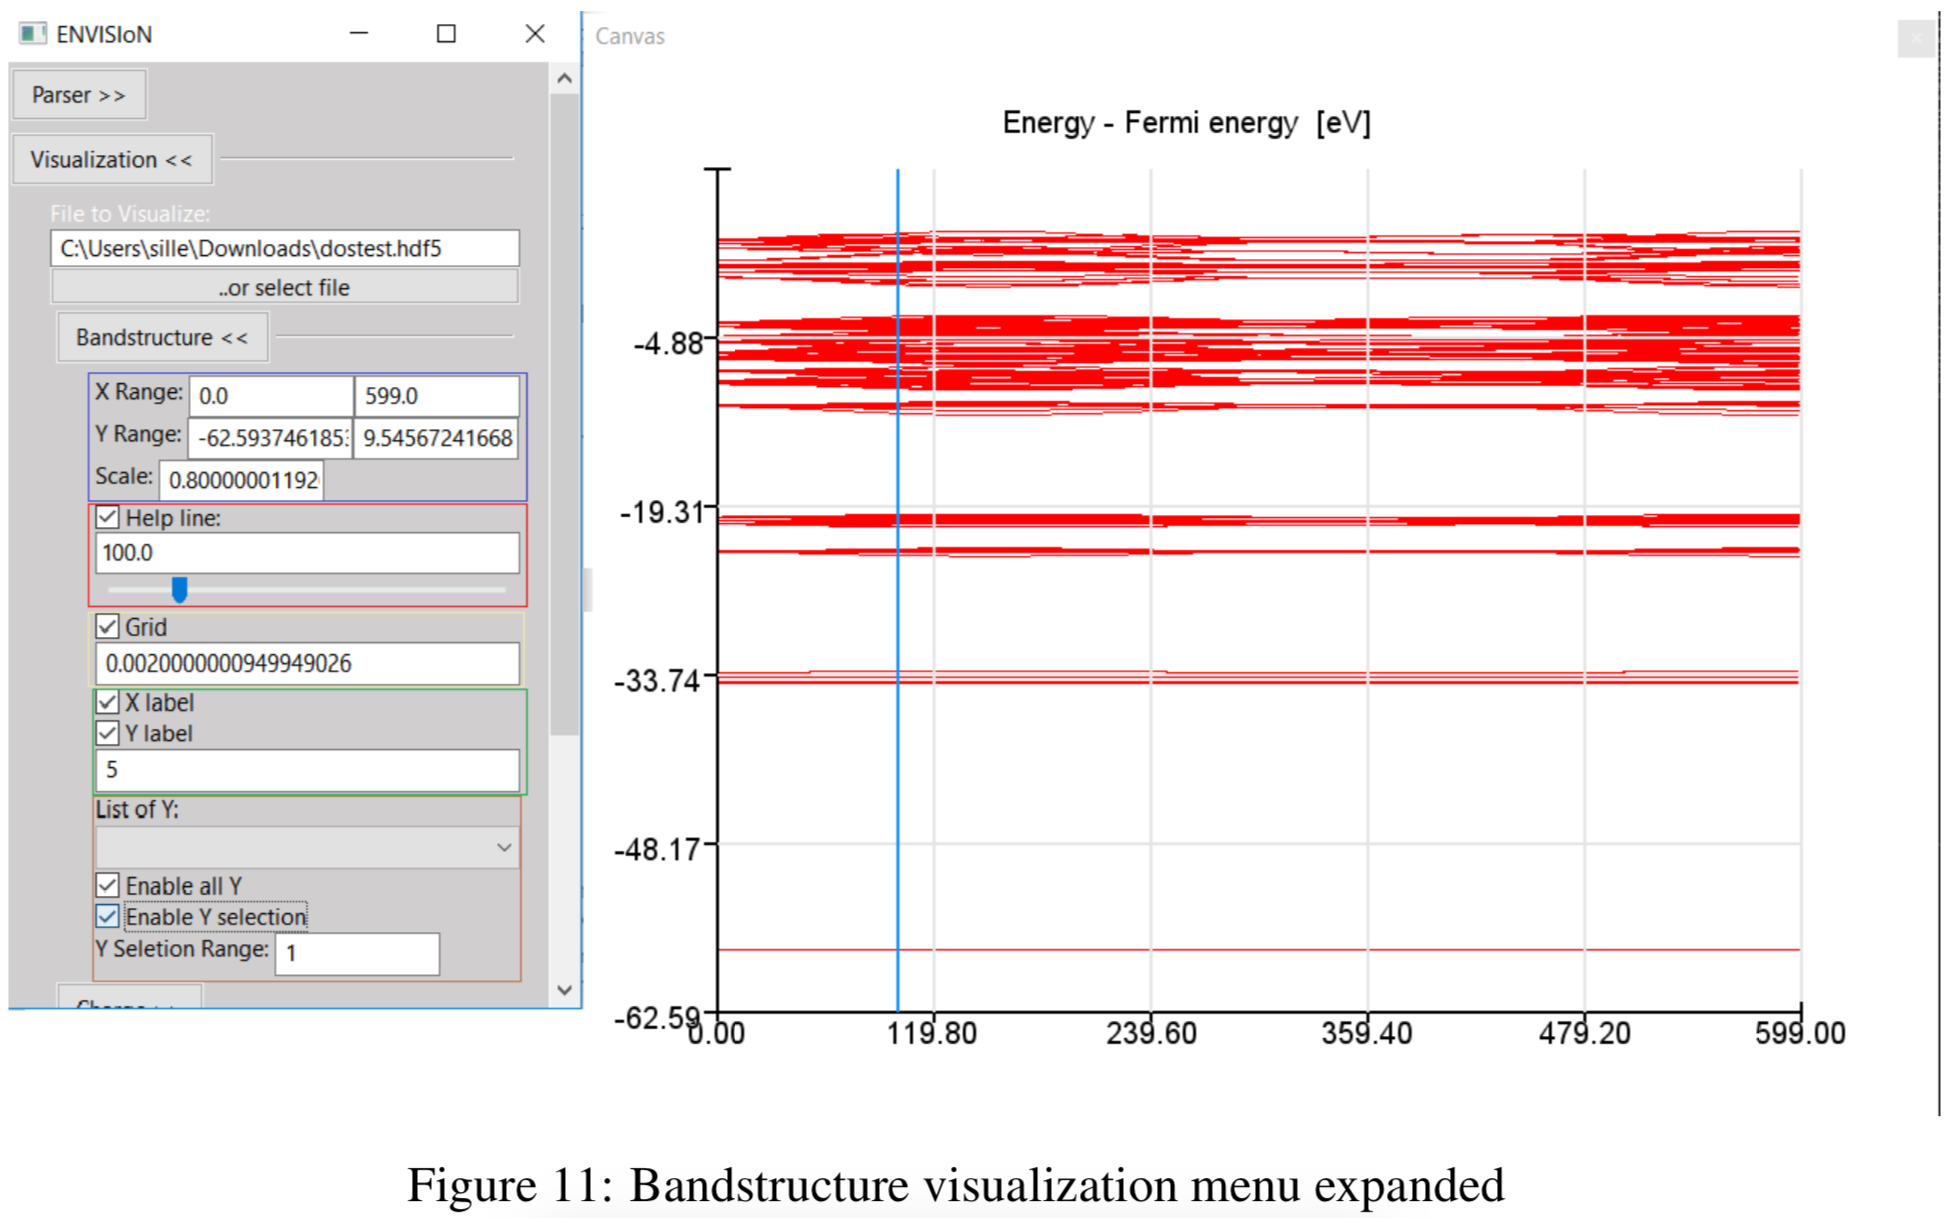 ENVISIoN
Parser >>
Visualization <<
File to Visualize:
C:\Users\sille\Downloads\dostest.hdf5
..or select file
Bandstructure <<
X Range: 0.0 599.0
Y Range: -62.5937461853 9.54567241668
Scale: 0.80000001192
Help line:
100.0
Grid
0.0020000000949949026
X label
Y label
5
List of Y:
Enable all Y
Enable Y selection
Y Seletion Range: 1
Canvas
Energy - Fermi energy [eV]
-4.88
-19.31
-33.74
-48.17
-62.59
0.00 119.80 239.60 359.40 479.20 599.00
Figure 11: Bandstructure visualization menu expanded